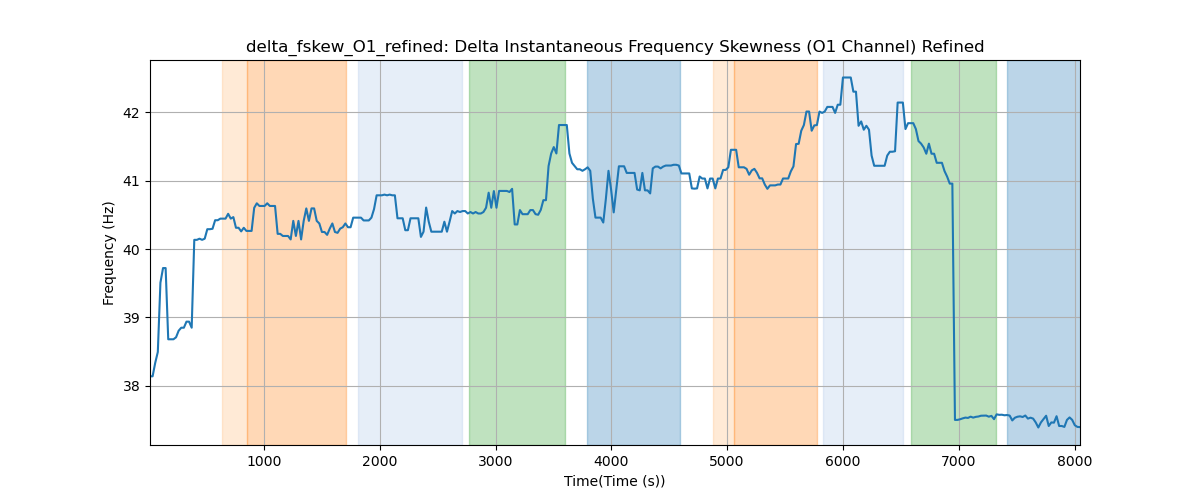 delta_fskew_O1_refined: Delta Instantaneous Frequency Skewness (O1 Channel) Refined
Frequency (Hz)
42
41
40
39
38
1000 2000 3000 4000 5000 6000 7000 8000
Time(Time (s))